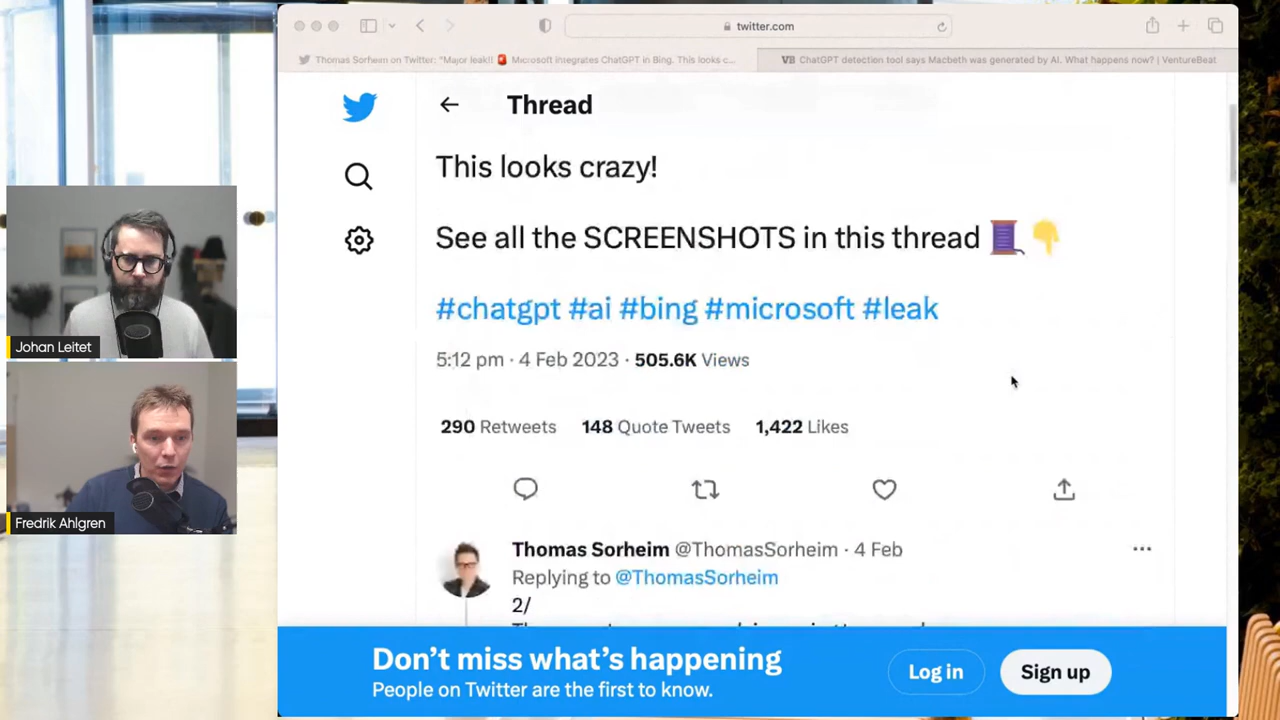 twitter.com
Thomas Sorheim on Twitter: "Major leak!! 🚨 Microsoft integrates ChatGPT in Bing. This looks c...
VB ChatGPT detection tool says Macbeth was generated by AI. What happens now? | VentureBeat
Thread
This looks crazy!
See all the SCREENSHOTS in this thread 🧵👇
#chatgpt #ai #bing #microsoft #leak
5:12 pm · 4 Feb 2023 · 505.6K Views
290 Retweets 148 Quote Tweets 1,422 Likes
Thomas Sorheim @ThomasSorheim · 4 Feb
Replying to @ThomasSorheim
2/
Don't miss what's happening
People on Twitter are the first to know.
Log in
Sign up
Johan Leitet
Fredrik Ahlgren